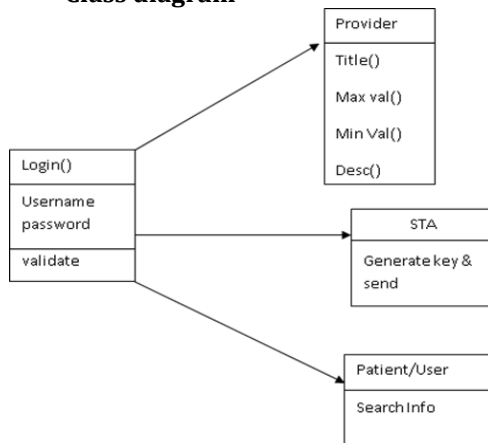 Class diagram
Provider
Title()
Max val()
Min Val()
Desc()
Login()
Username
password
validate
STA
Generate key &
send
Patient/User
Search Info